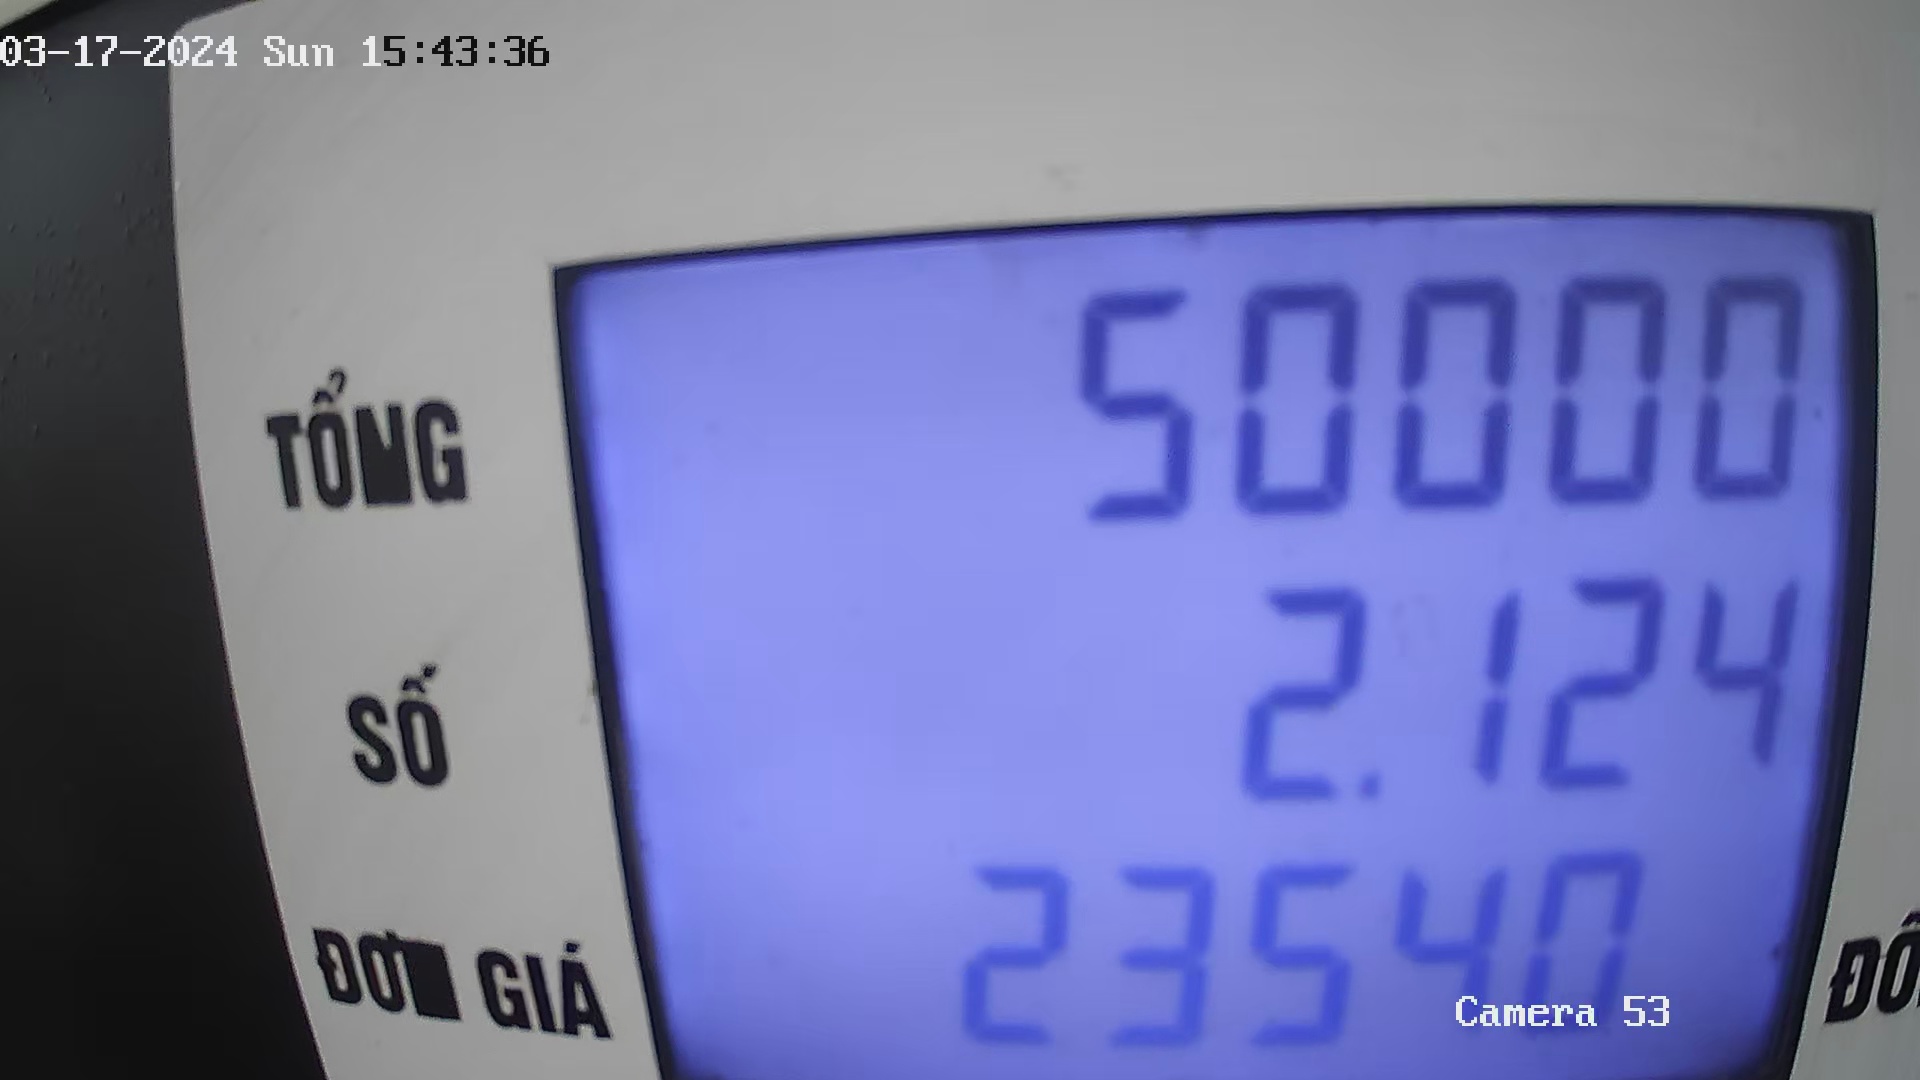 03-17-2024 Sun 15:43:36
TỔNG 50000
SỐ 2.124
ĐƠN GIÁ 23540
Camera 53